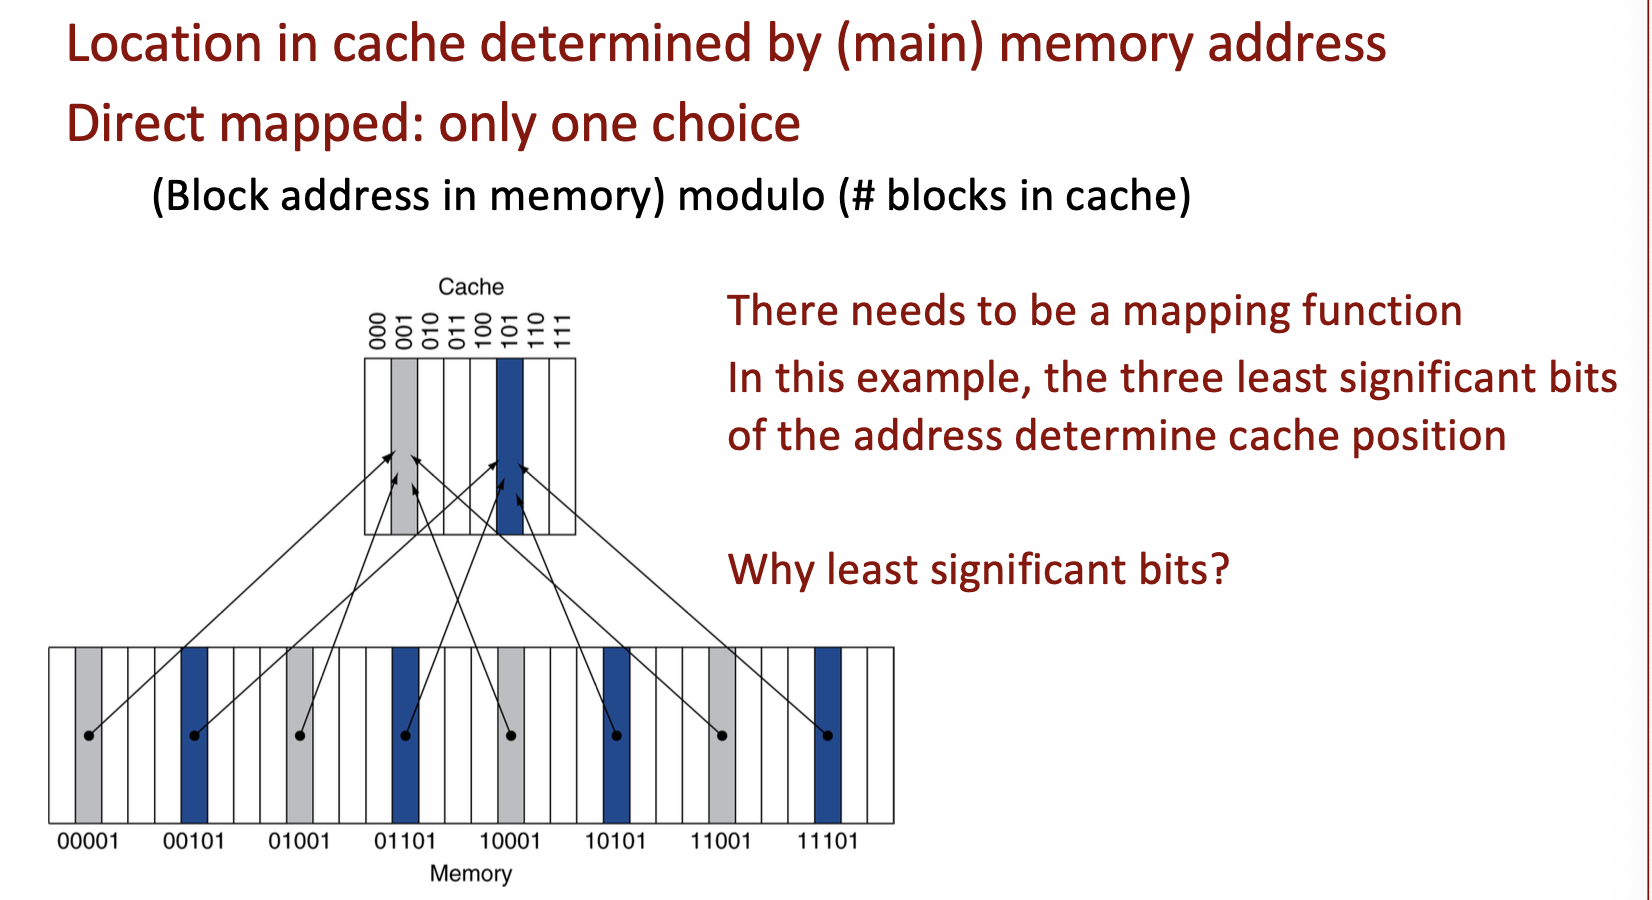 Location in cache determined by (main) memory address
Direct mapped: only one choice
(Block address in memory) modulo (# blocks in cache)
Cache
000 001 010 011 100 101 110 111
There needs to be a mapping function
In this example, the three least significant bits
of the address determine cache position
Why least significant bits?
00001 00101 01001 01101 10001 10101 11001 11101
Memory